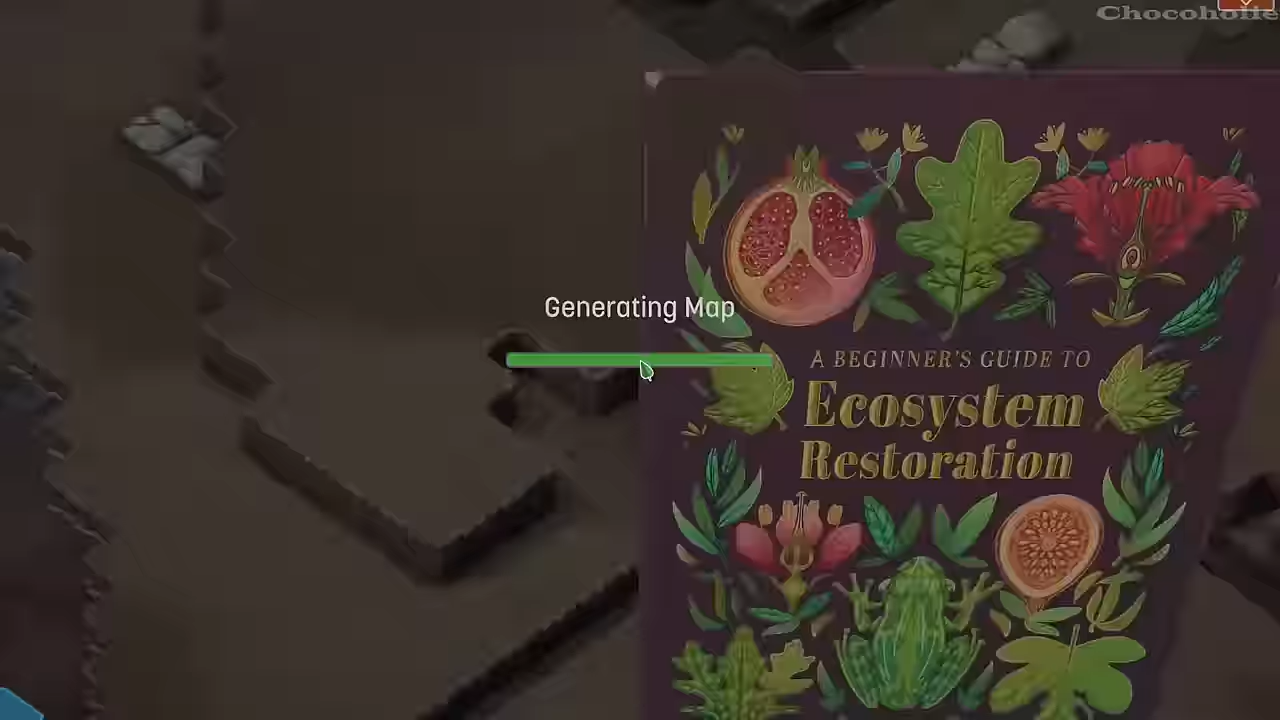 Chocoholic
Generating Map
A BEGINNER'S GUIDE TO
Ecosystem
Restoration